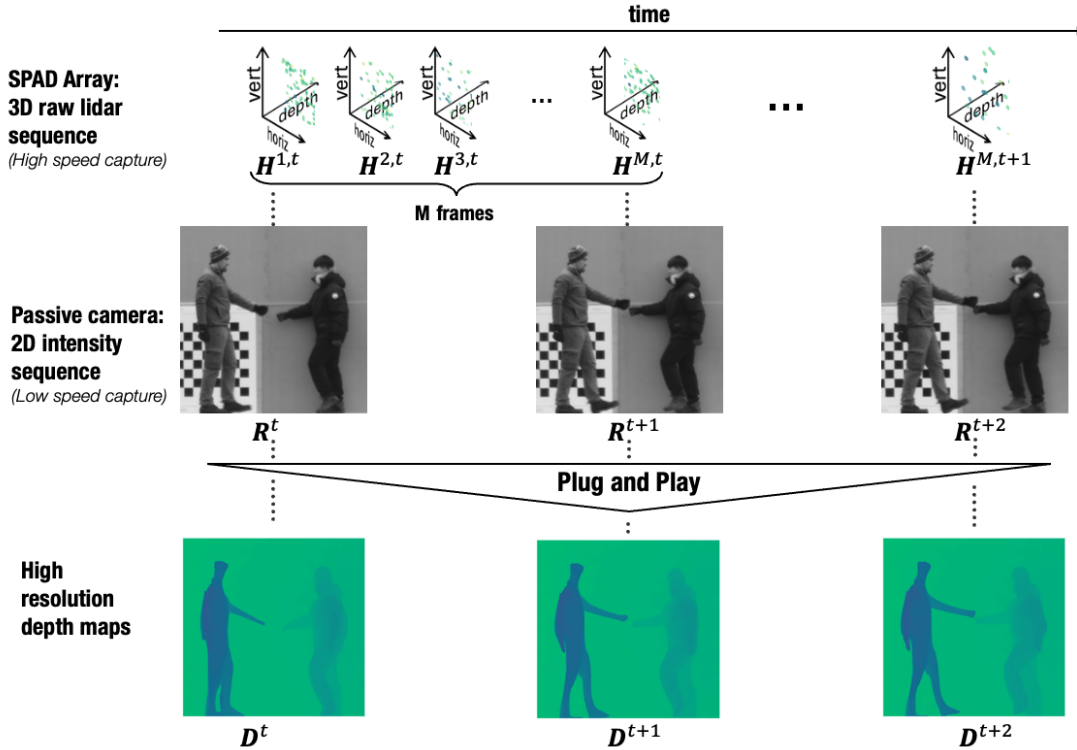 time
SPAD Array:
3D raw lidar
sequence
(High speed capture)
vert
depth
horiz
vert
depth
horiz
vert
depth
horiz
...
vert
depth
horiz
...
vert
depth
horiz
H^{1,t}
H^{2,t}
H^{3,t}
H^{M,t}
H^{M,t+1}
M frames
Passive camera:
2D intensity
sequence
(Low speed capture)
R^t
R^{t+1}
R^{t+2}
Plug and Play
High
resolution
depth maps
D^t
D^{t+1}
D^{t+2}